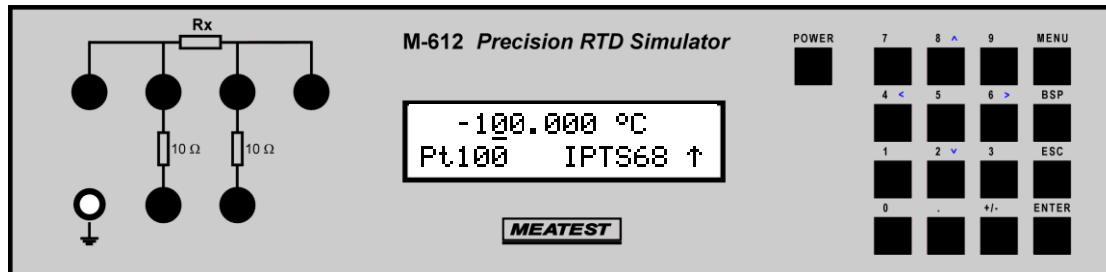 Rx
10 Ω
10 Ω
M-612 Precision RTD Simulator
-100.000 ºC
Pt100 IPTS68 ↑
MEATEST
POWER
7 8 ^ 9 MENU
4 < 5 6 > BSP
1 2 ˅ 3 ESC
0 . +/- ENTER